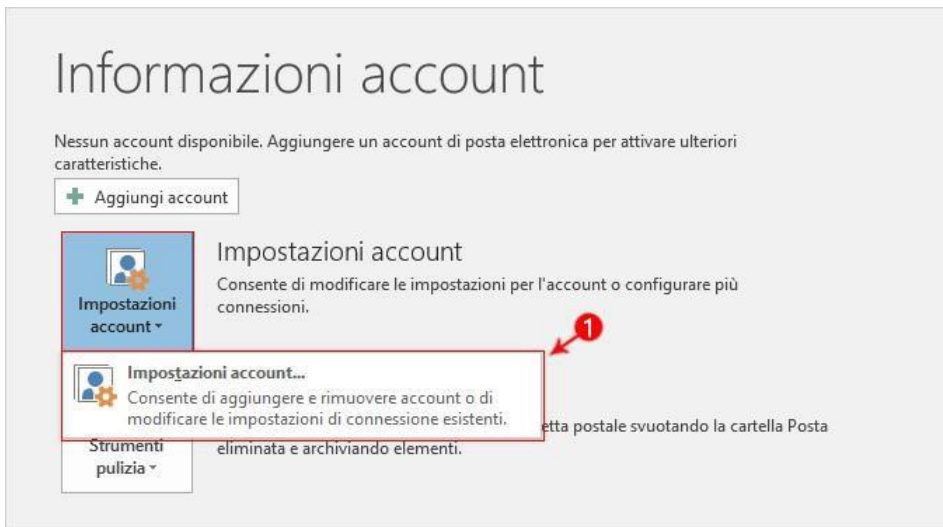 Informazioni account
Nessun account disponibile. Aggiungere un account di posta elettronica per attivare ulteriori
caratteristiche.
Aggiungi account
Impostazioni
account
Impostazioni account
Consente di modificare le impostazioni per l'account o configurare più
connessioni.
1
Impostazioni account...
Consente di aggiungere e rimuovere account o di
modificare le impostazioni di connessione esistenti.
Strumenti
pulizia
etta postale svuotando la cartella Posta
eliminata e archiviando elementi.